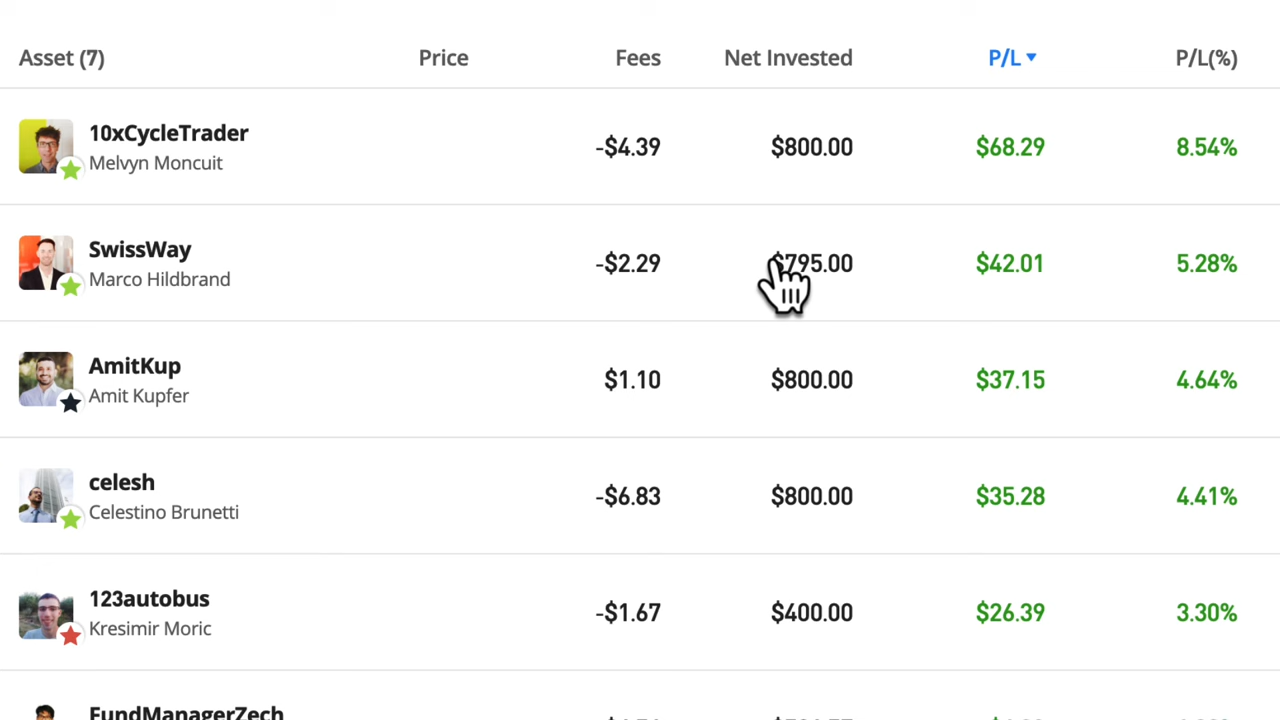 Asset (7) Price Fees Net Invested P/L P/L(%)
10xCycleTrader
Melvyn Moncuit
-$4.39 $800.00 $68.29 8.54%
SwissWay
Marco Hildbrand
-$2.29 $795.00 $42.01 5.28%
AmitKup
Amit Kupfer
$1.10 $800.00 $37.15 4.64%
celesh
Celestino Brunetti
-$6.83 $800.00 $35.28 4.41%
123autobus
Kresimir Moric
-$1.67 $400.00 $26.39 3.30%
FundManagerZech